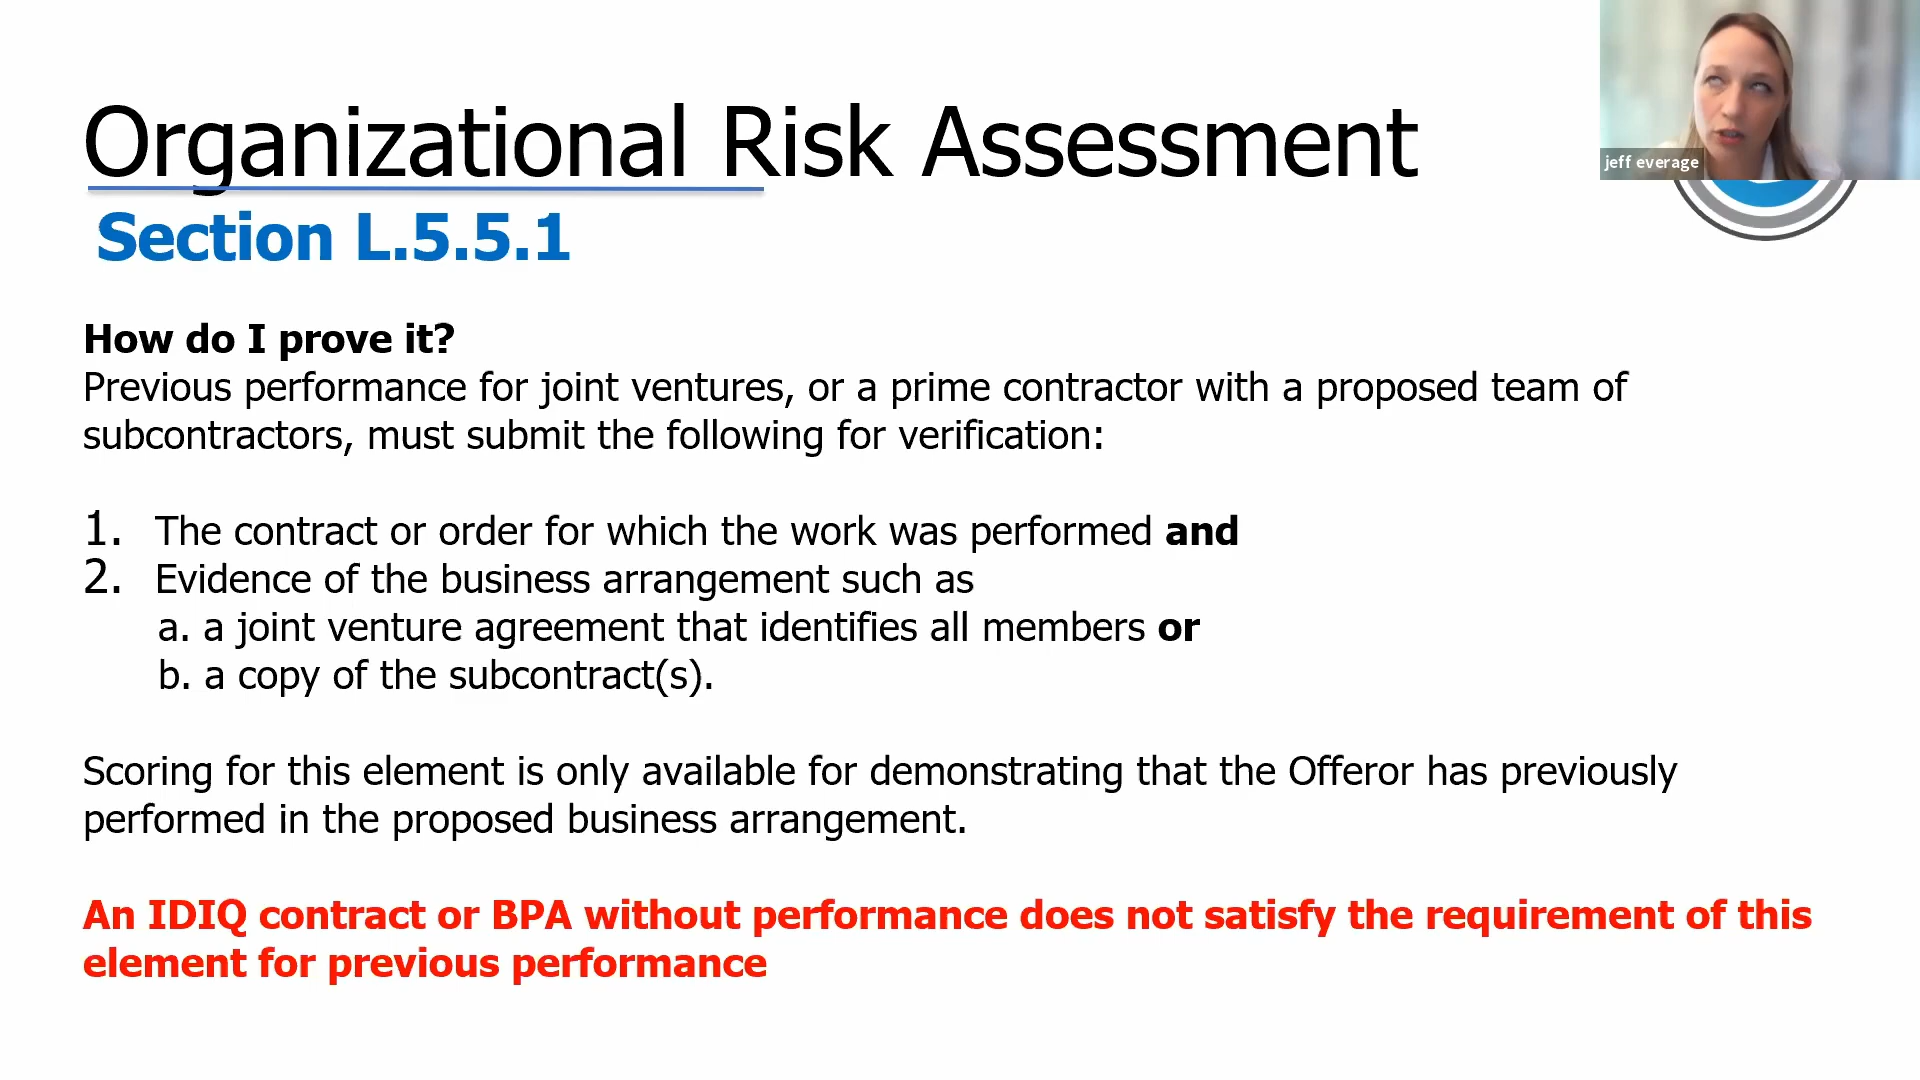 Organizational Risk Assessment
jeff everage
Section L.5.5.1
How do I prove it?
Previous performance for joint ventures, or a prime contractor with a proposed team of
subcontractors, must submit the following for verification:
1. The contract or order for which the work was performed and
2. Evidence of the business arrangement such as
a. a joint venture agreement that identifies all members or
b. a copy of the subcontract(s).
Scoring for this element is only available for demonstrating that the Offeror has previously
performed in the proposed business arrangement.
An IDIQ contract or BPA without performance does not satisfy the requirement of this
element for previous performance